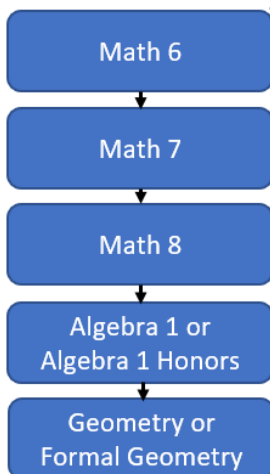 Math 6
Math 7
Math 8
Algebra 1 or
Algebra 1 Honors
Geometry or
Formal Geometry